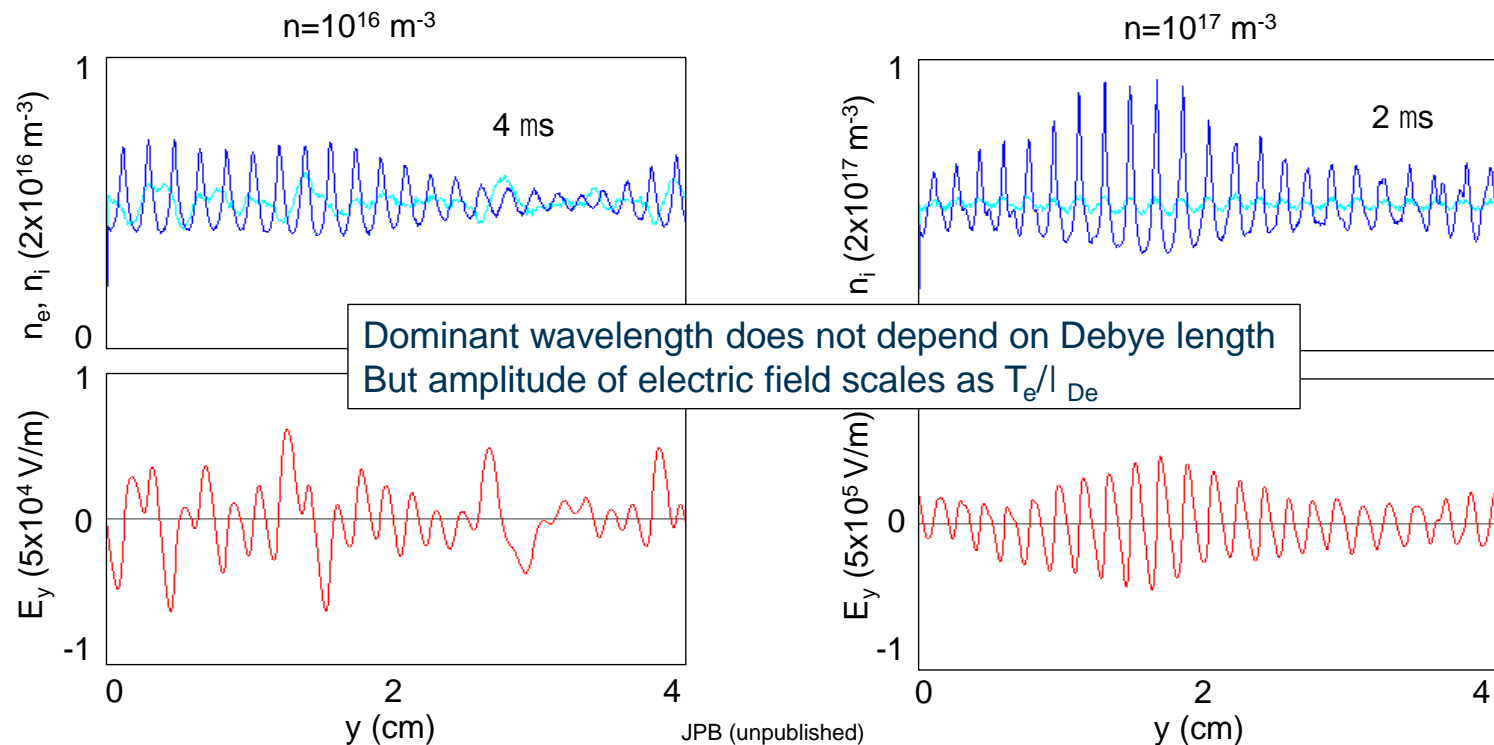 n=10¹⁶ m⁻³
n=10¹⁷ m⁻³
1
nₑ, nᵢ (2x10¹⁶ m⁻³)
0
4 ms
1
nᵢ (2x10¹⁷ m⁻³)
2 ms
Dominant wavelength does not depend on Debye length
But amplitude of electric field scales as Tₑ/l De
1
E_y (5x10⁴ V/m)
0
-1
1
E_y (5x10⁵ V/m)
0
-1
0
2
4
y (cm)
0
2
4
y (cm)
JPB (unpublished)